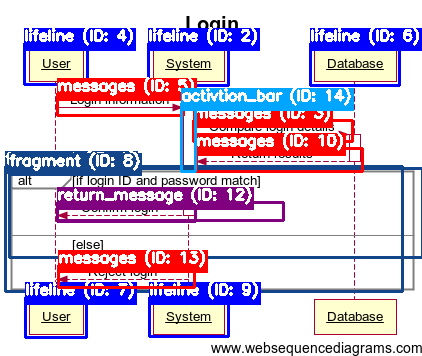 Login
lifeline (ID: 4) lifeline (ID: 2) lifeline (ID: 6)
User System Database
messages (ID: 5)
activtion_bar (ID: 14)
Login information
messages (ID: 3)
Compare login details
messages (ID: 10)
Return results
fragment (ID: 8)
alt [if login ID and password match]
return_message (ID: 12)
Confirm login
[else]
messages (ID: 13)
Reject login
lifeline (ID: 7) lifeline (ID: 9)
User System Database
www.websequencediagrams.com